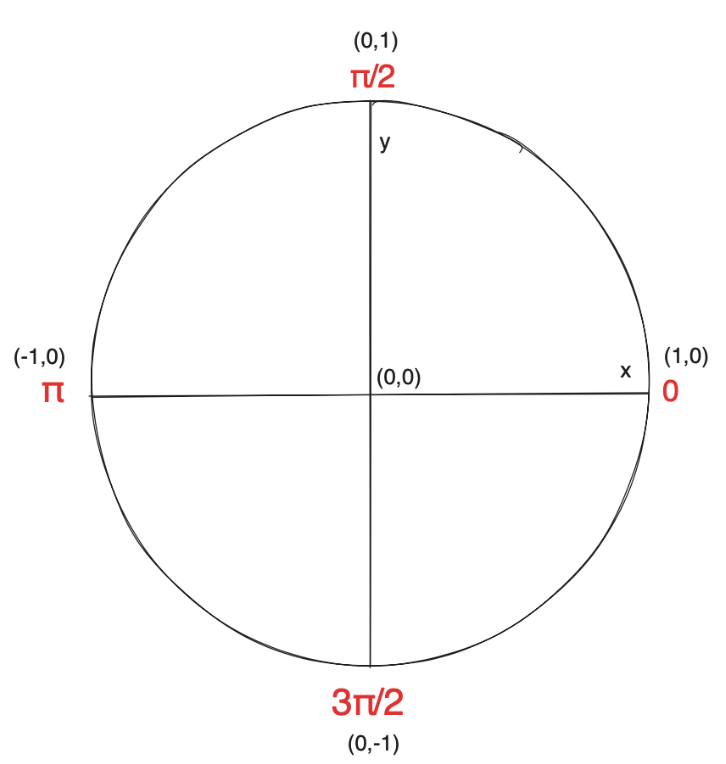 (0,1)
π/2
y
(-1,0)
(1,0)
x
(0,0)
π
0
3π/2
(0,-1)